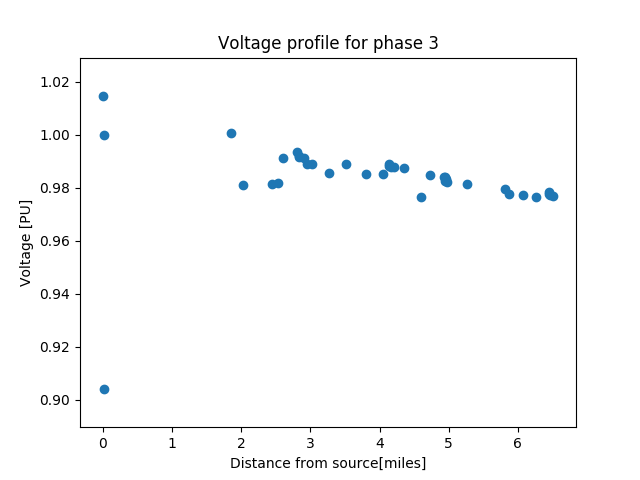 Voltage profile for phase 3
1.02
1.00
0.98
0.96
0.94
0.92
0.90
Voltage [PU]
0 1 2 3 4 5 6
Distance from source[miles]